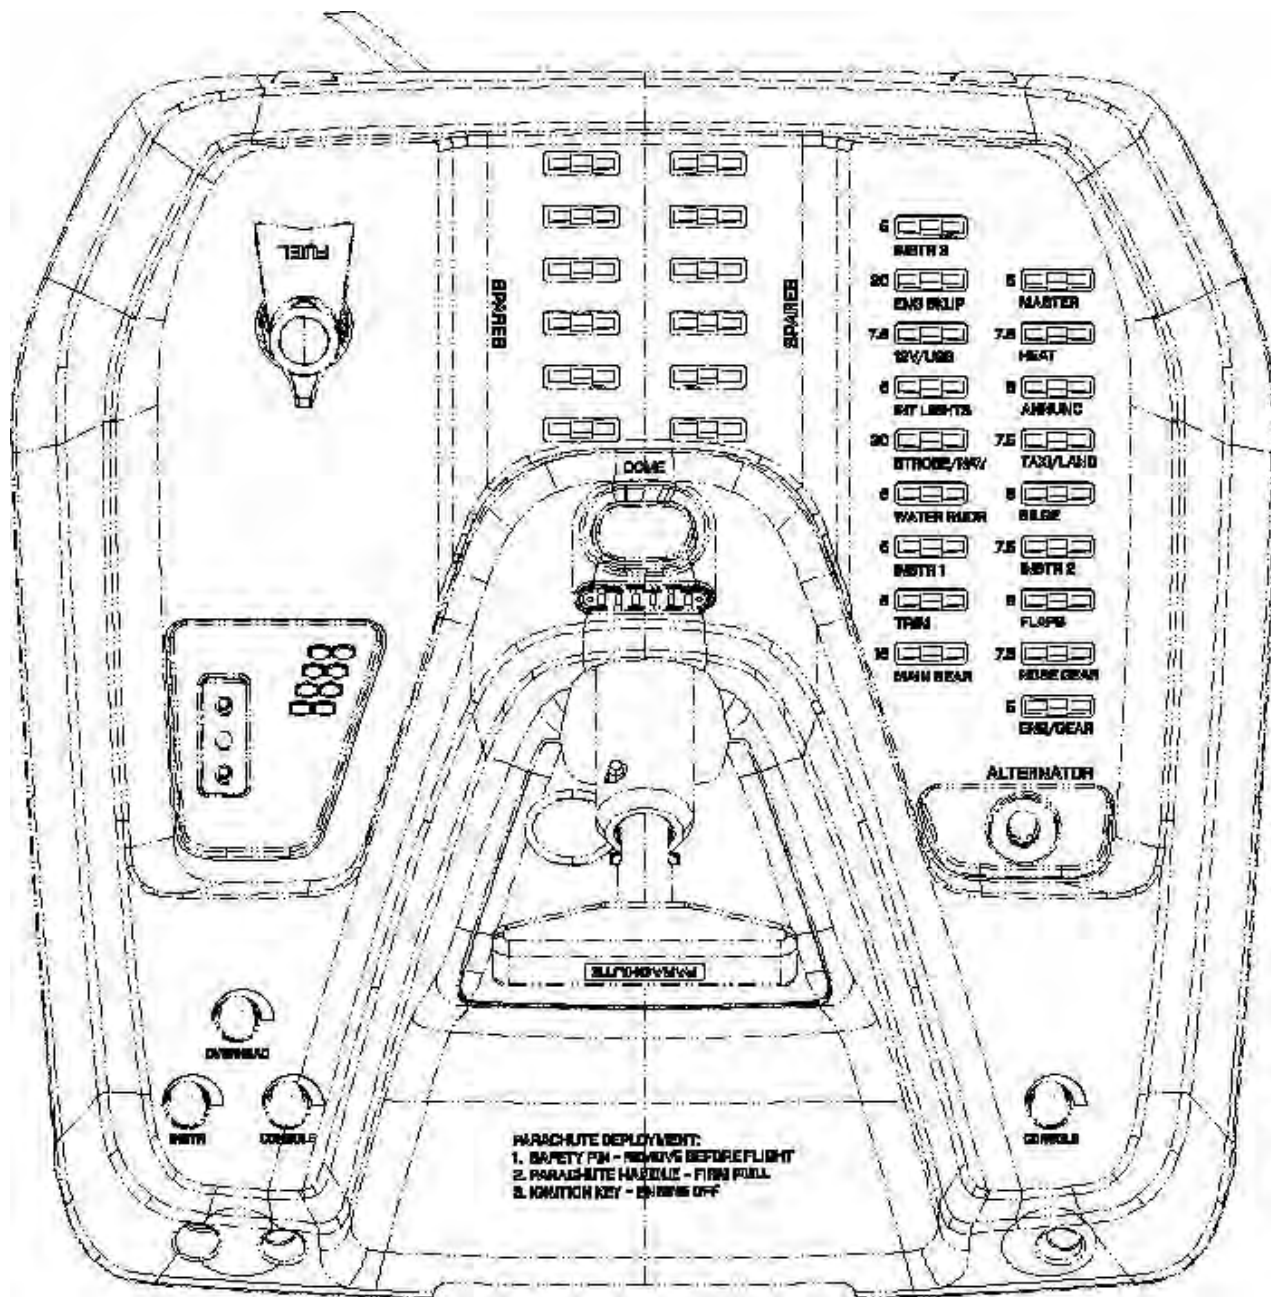 FUEL
SPARES
SPARES
5
INSTR 3
20
5
MASTER
7.5
12V/USB
7.5
HEAT
5
INT LIGHTS
5
ANNUNC
20
STROBE/NAV
7.5
TAXI/LAND
5
WATER RUDR
5
BILGE
5
INSTR 1
7.5
INSTR 2
5
TRIM
5
FLAPS
15
MAIN GEAR
7.5
NOSE GEAR
5
ENG/GEAR
DOME
ALTERNATOR
PARACHUTE
OVERHEAD
INSTR
CONSOLE
CONSOLE
PARACHUTE DEPLOYMENT:
1. SAFETY PIN - REMOVE BEFORE FLIGHT
2. PARACHUTE HANDLE - FIRM PULL
3. IGNITION KEY - ENGINE OFF